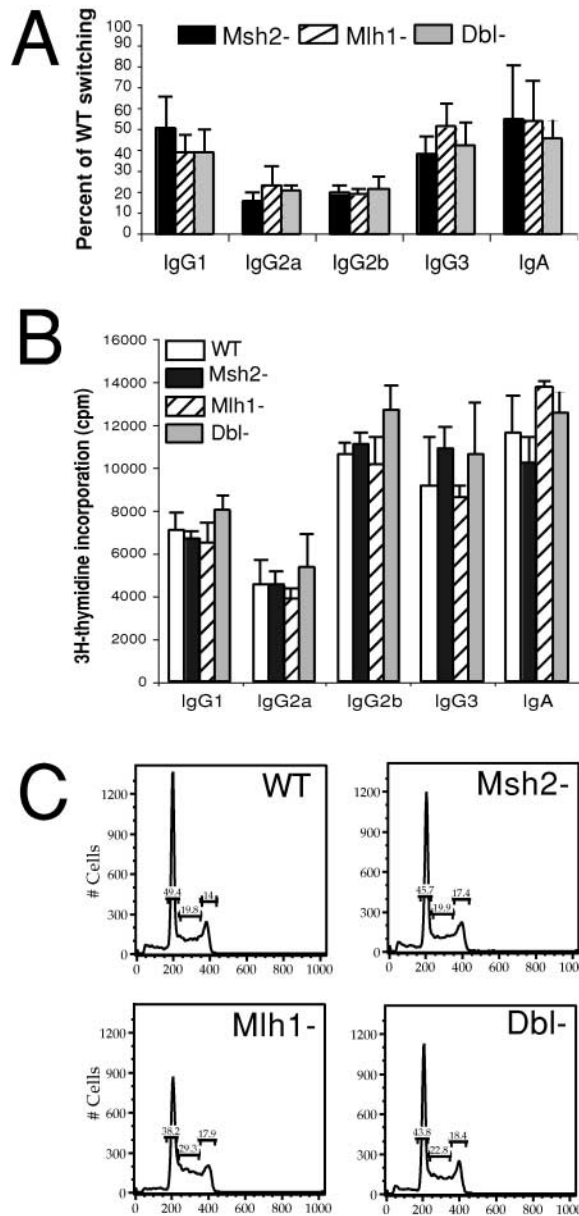 A
Msh2-
Mlh1-
Dbl-
Percent of WT switching
100
90
80
70
60
50
40
30
20
10
0
IgG1 IgG2a IgG2b IgG3 IgA
B
WT
Msh2-
Mlh1-
Dbl-
3H-thymidine incorporation (cpm)
16000
14000
12000
10000
8000
6000
4000
2000
0
IgG1 IgG2a IgG2b IgG3 IgA
C
WT
# Cells
1200
900
600
300
0
49.4
19.8
14
0 200 400 600 800 1000
Msh2-
1200
900
600
300
0
45.7
19.9
17.4
0 200 400 600 800 1000
Mlh1-
# Cells
1200
900
600
300
0
38.2
29.3
17.9
0 200 400 600 800 1000
Dbl-
1200
900
600
300
0
43.8
22.8
18.4
0 200 400 600 800 1000